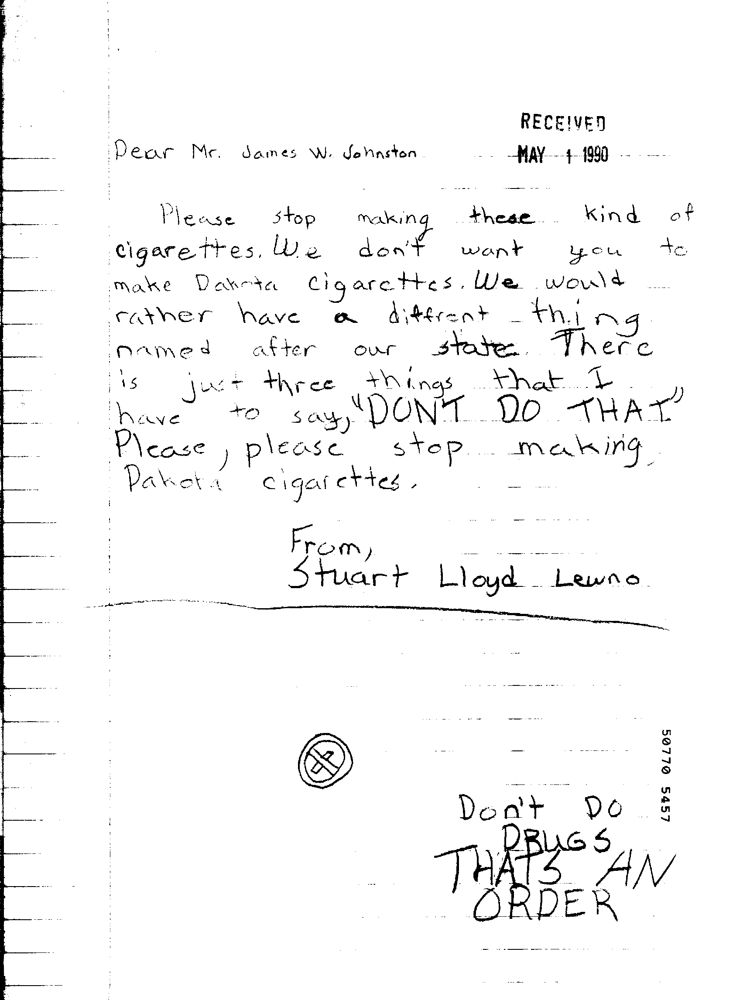 RECEIVED
Dear Mr. James W. Johnston
MAY 1 1990
Please stop making these kind of
cigarettes. We don't want you to
make Dakota cigarettes. We would
rather have a diffrent thing
named after our state. There
is just three things that I
have to say, "DONT DO THAT"
Please, please stop making
Dakota cigarettes.
From,
Stuart Lloyd Lewno
50770 5457
Don't Do
DRUGS
THATS AN
ORDER